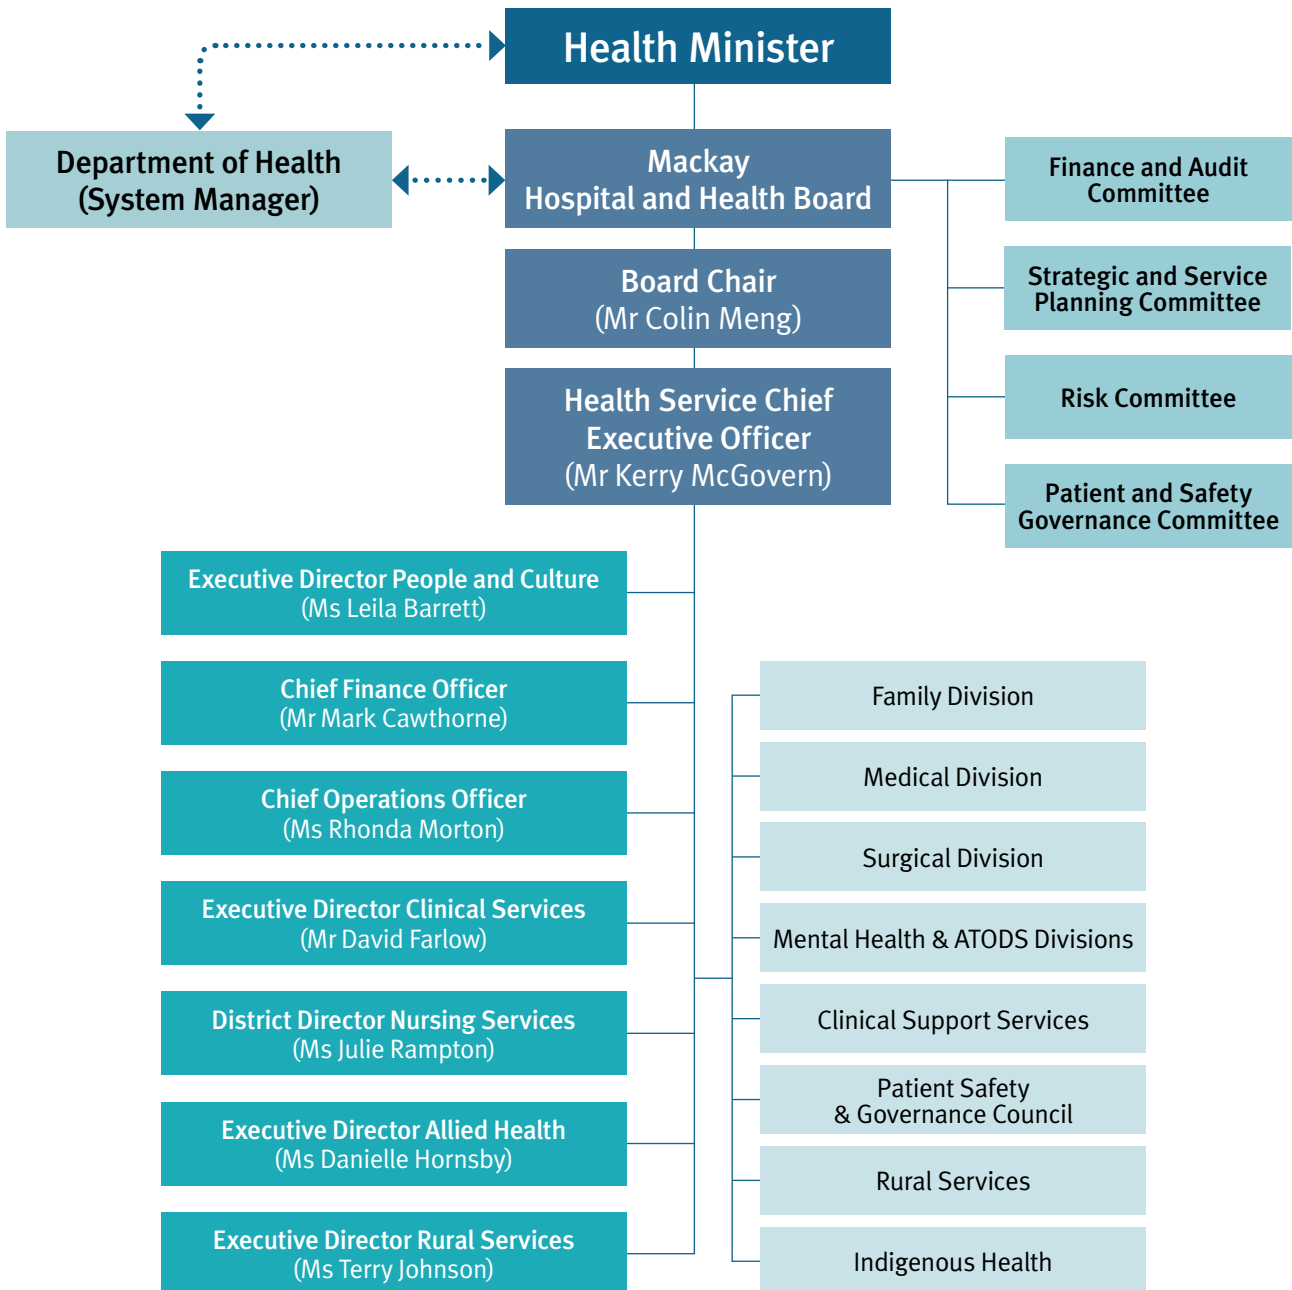 Health Minister
Department of Health
(System Manager)
Mackay
Hospital and Health Board
Board Chair
(Mr Colin Meng)
Health Service Chief
Executive Officer
(Mr Kerry McGovern)
Finance and Audit
Committee
Strategic and Service
Planning Committee
Risk Committee
Patient and Safety
Governance Committee
Executive Director People and Culture
(Ms Leila Barrett)
Chief Finance Officer
(Mr Mark Cawthorne)
Chief Operations Officer
(Ms Rhonda Morton)
Executive Director Clinical Services
(Mr David Farlow)
District Director Nursing Services
(Ms Julie Rampton)
Executive Director Allied Health
(Ms Danielle Hornsby)
Executive Director Rural Services
(Ms Terry Johnson)
Family Division
Medical Division
Surgical Division
Mental Health & ATODS Divisions
Clinical Support Services
Patient Safety
& Governance Council
Rural Services
Indigenous Health